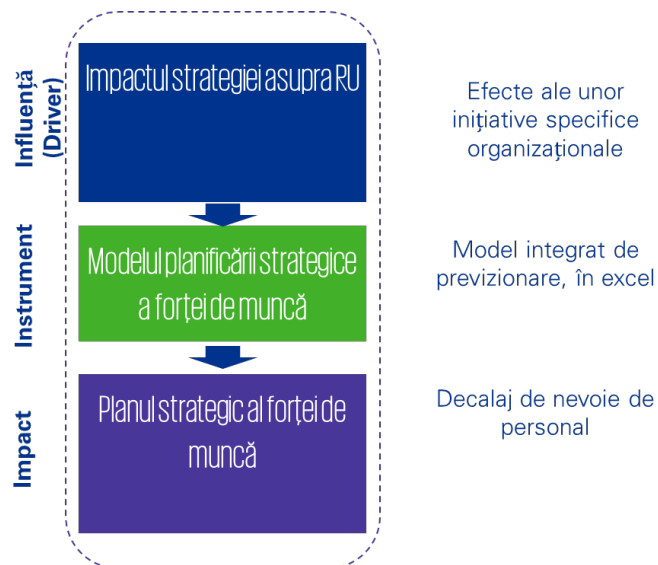 Influență
(Driver)
Impactul strategiei asupra RU
Efecte ale unor
inițiative specifice
organizaționale
Instrument
Modelul planificării strategice
a forței de muncă
Model integrat de
previzionare, în excel
Impact
Planul strategic al forței de
muncă
Decalaj de nevoie de
personal